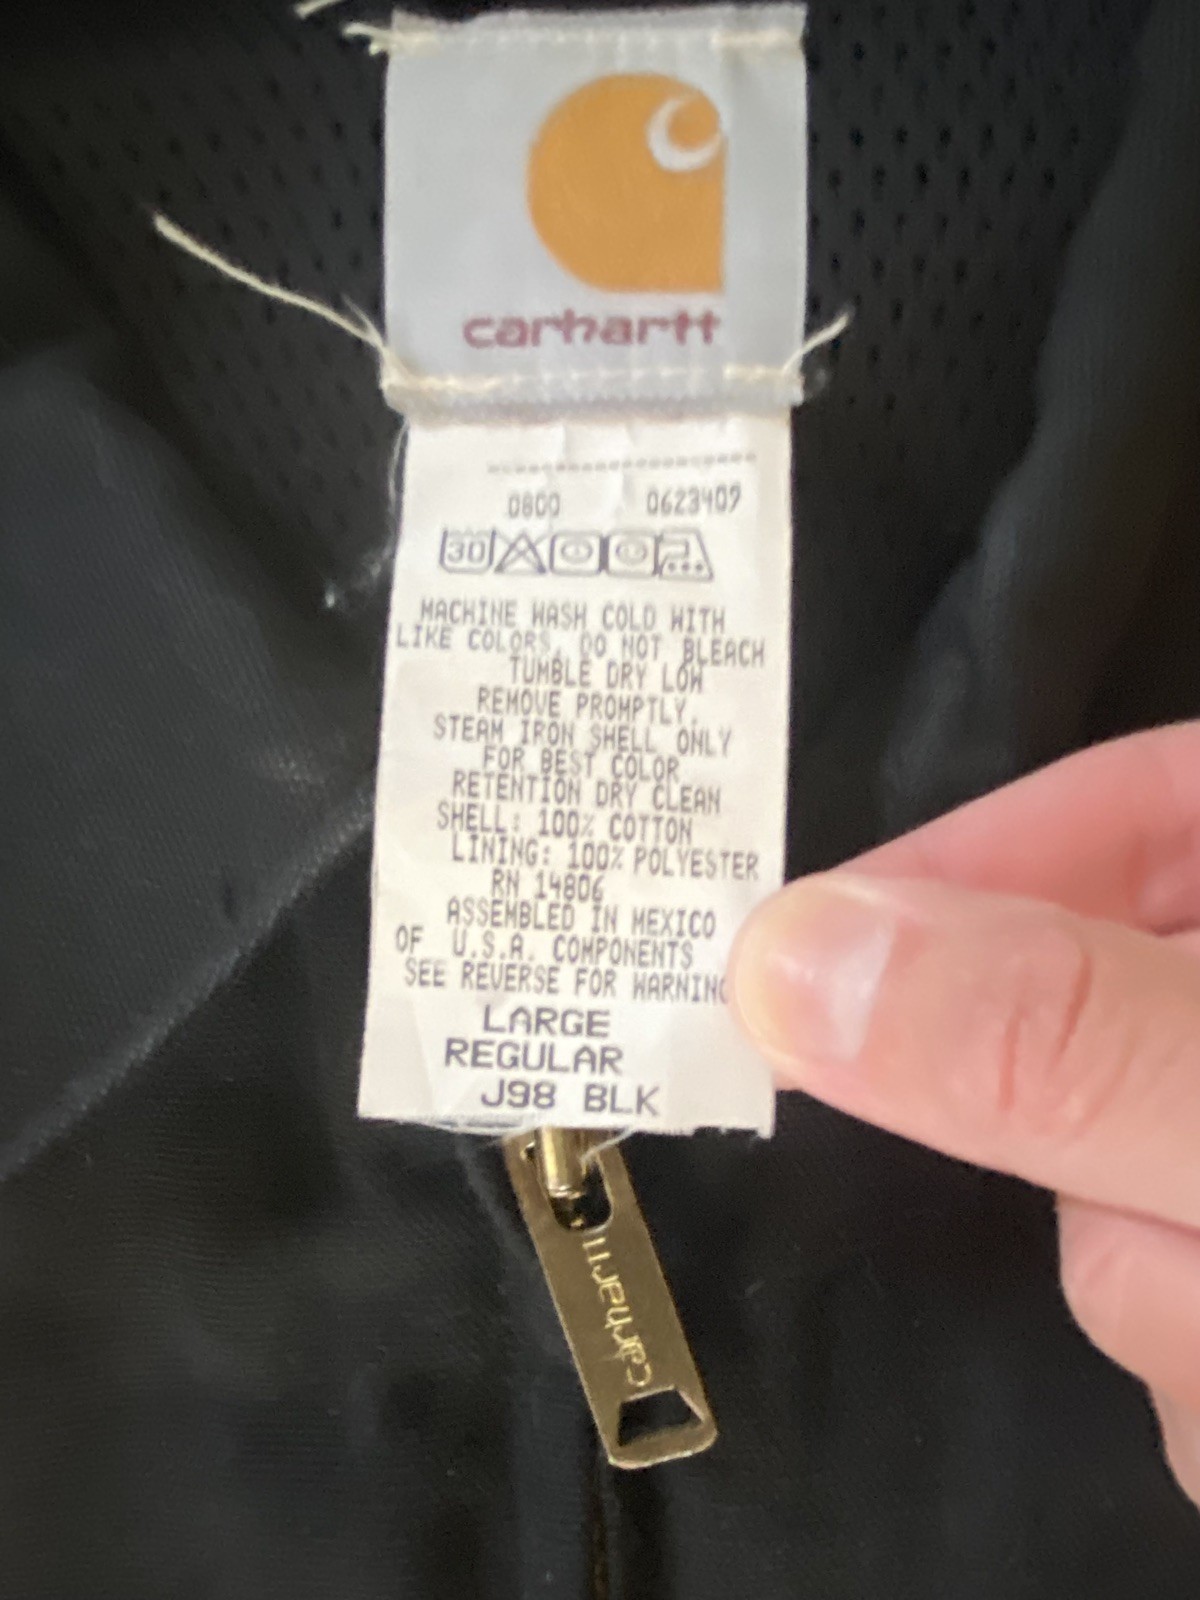 carhartt
0800 0623409
30
MACHINE WASH COLD WITH
LIKE COLORS, DO NOT BLEACH
TUMBLE DRY LOW
REMOVE PROMPTLY.
STEAM IRON SHELL ONLY
FOR BEST COLOR
RETENTION DRY CLEAN
SHELL: 100% COTTON
LINING: 100% POLYESTER
RN 14806
ASSEMBLED IN MEXICO
OF U.S.A. COMPONENTS
SEE REVERSE FOR WARNING
LARGE
REGULAR
J98 BLK
carhartt